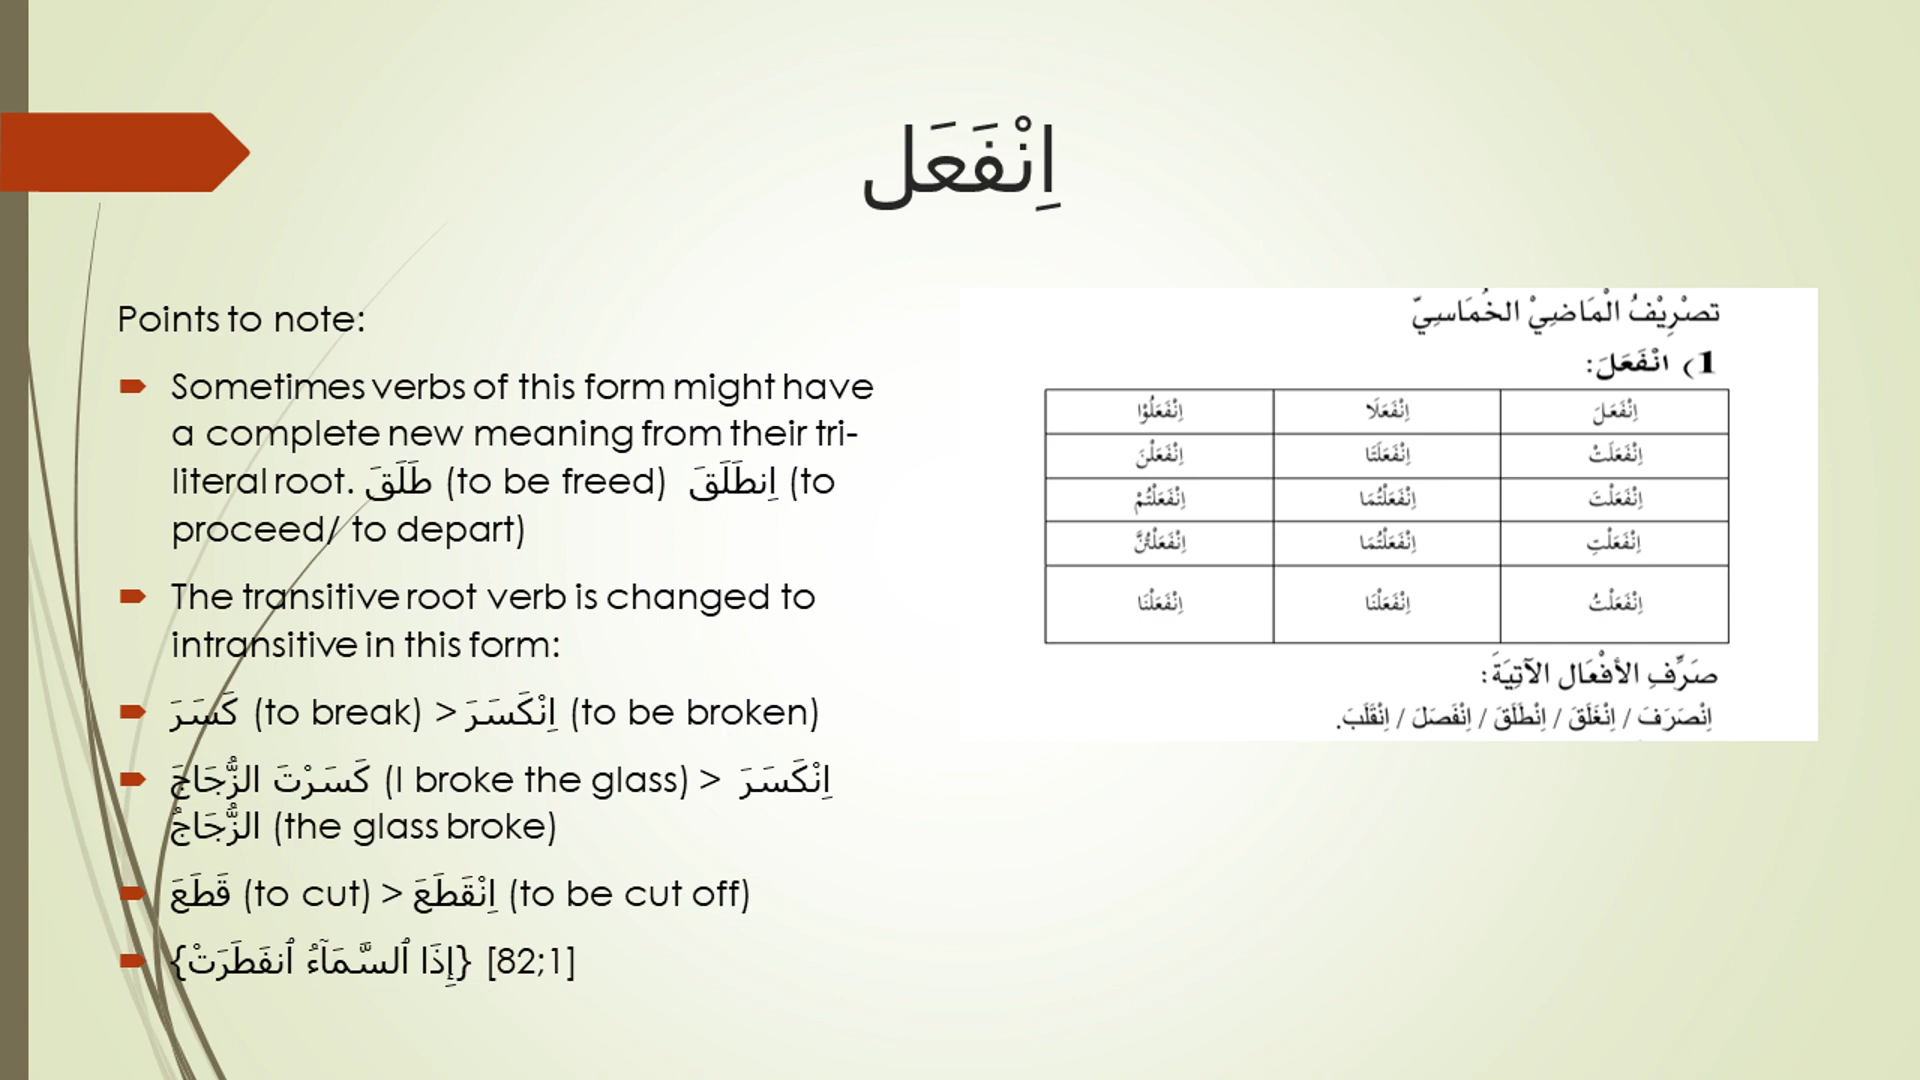 اِنْفَعَل
Points to note:
Sometimes verbs of this form might have
a complete new meaning from their tri-
literal root. طَلَقَ (to be freed) اِنطَلَقَ (to
proceed/ to depart)
The transitive root verb is changed to
intransitive in this form:
كَسَرَ (to break) > اِنْكَسَرَ (to be broken)
كَسَرْتَ الزُّجَاجَ (I broke the glass) > اِنْكَسَرَ
الزُّجَاجُ (the glass broke)
قَطَعَ (to cut) > اِنْقَطَعَ (to be cut off)
{إِذَا ٱلسَّمَآءُ ٱنفَطَرَتْ} [82;1]
تصْرِيْفُ الْمَاضِيْ الخُمَاسِيّ
1) انْفَعَلَ:
اِنْفَعَلَ اِنْفَعَلَا اِنْفَعَلُوْا
اِنْفَعَلَتْ اِنْفَعَلَتَا اِنْفَعَلْنَ
اِنْفَعَلْتَ اِنْفَعَلْتُمَا اِنْفَعَلْتُمْ
اِنْفَعَلْتِ اِنْفَعَلْتُمَا اِنْفَعَلْتُنَّ
اِنْفَعَلْتُ اِنْفَعَلْنَا اِنْفَعَلْنَا
صَرِّفِ الأفْعَال الآتِيَةَ:
اِنْصَرَفَ / اِنْغَلَقَ / اِنْطَلَقَ / اِنْفَصَلَ / اِنْقَلَبَ.